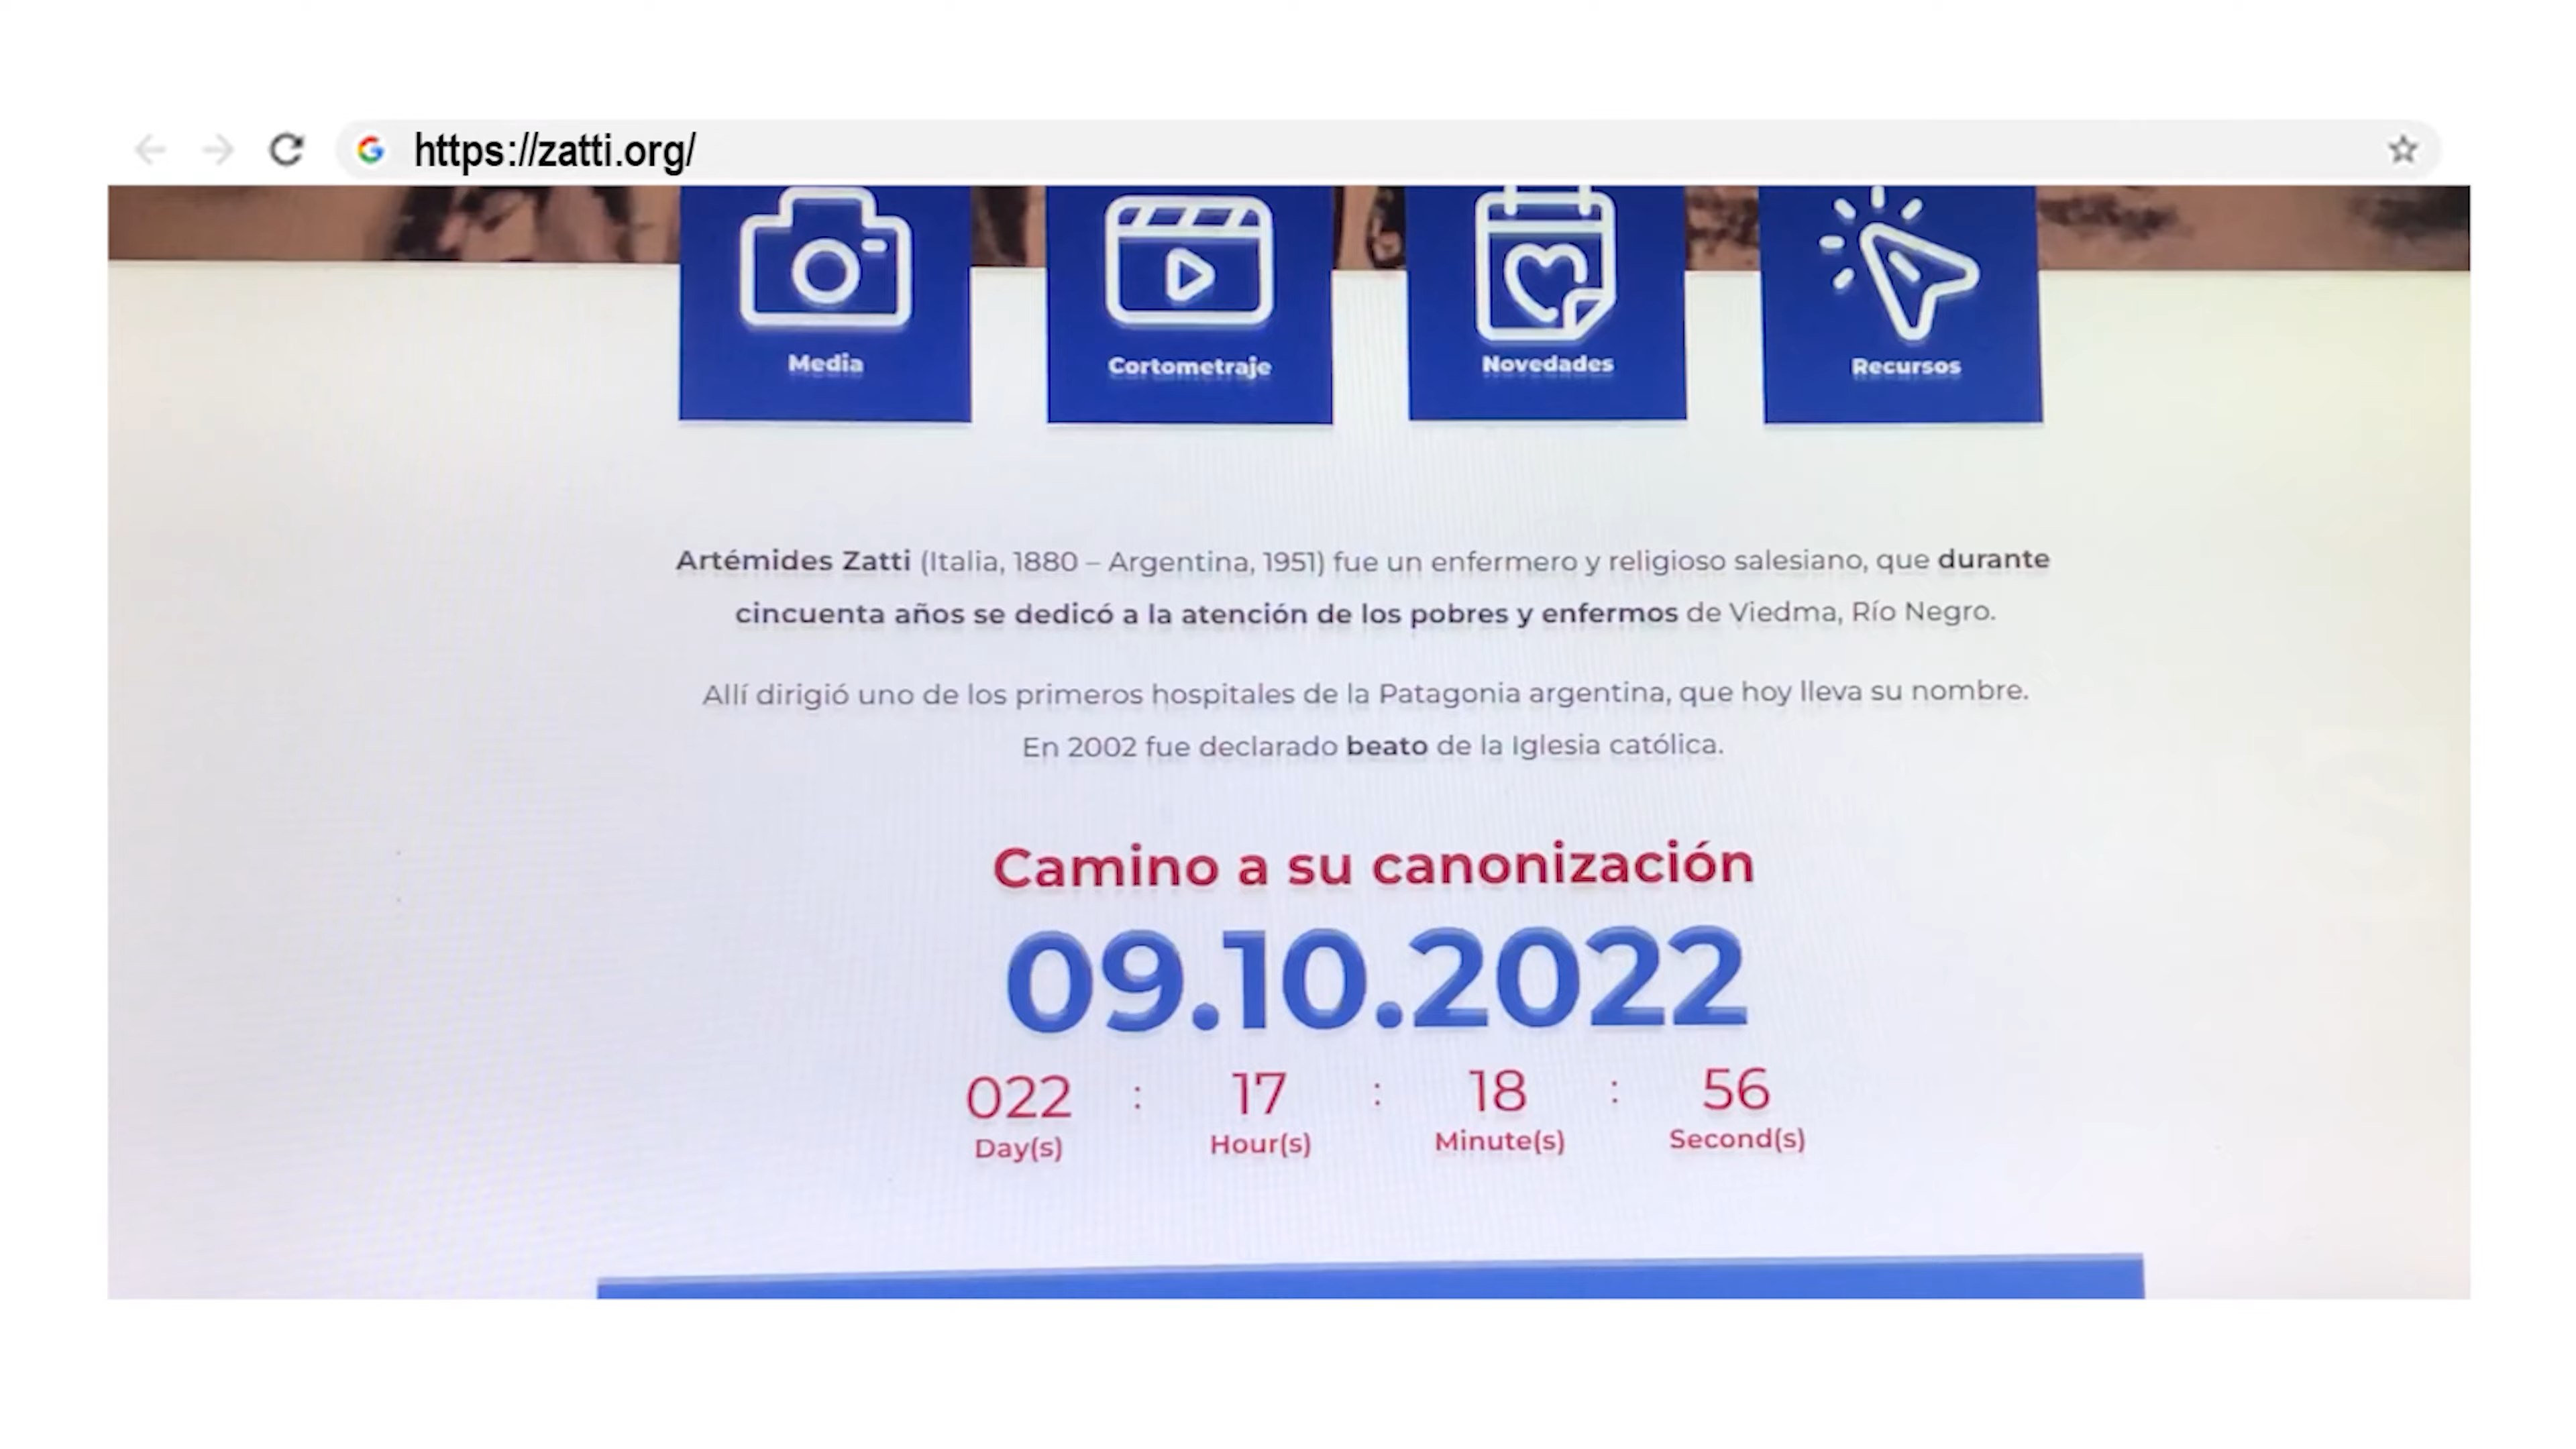 https://zatti.org/
Media
Cortometraje
Novedades
Recursos
Artémides Zatti (Italia, 1880 – Argentina, 1951) fue un enfermero y religioso salesiano, que durante
cincuenta años se dedicó a la atención de los pobres y enfermos de Viedma, Río Negro.
Allí dirigió uno de los primeros hospitales de la Patagonia argentina, que hoy lleva su nombre.
En 2002 fue declarado beato de la Iglesia católica.
Camino a su canonización
09.10.2022
022 : 17 : 18 : 56
Day(s) Hour(s) Minute(s) Second(s)